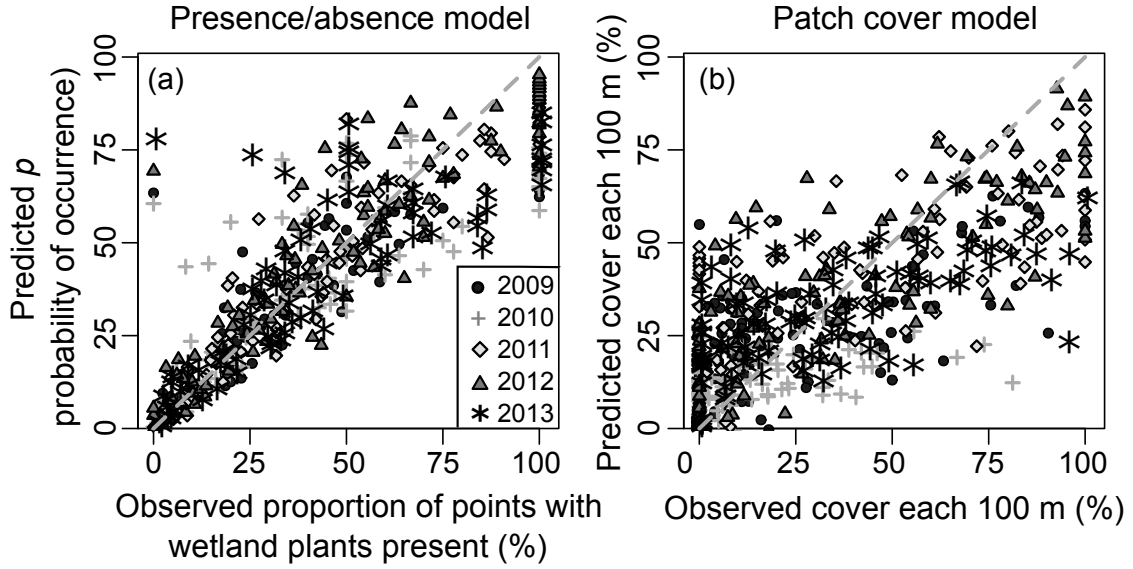 Presence/absence model
Patch cover model
(a)
(b)
Predicted p
probability of occurrence
100
75
50
25
0
0 25 50 75 100
2009
2010
2011
2012
2013
Observed proportion of points with
wetland plants present (%)
Predicted cover each 100 m (%)
100
75
50
25
0
0 25 50 75 100
Observed cover each 100 m (%)